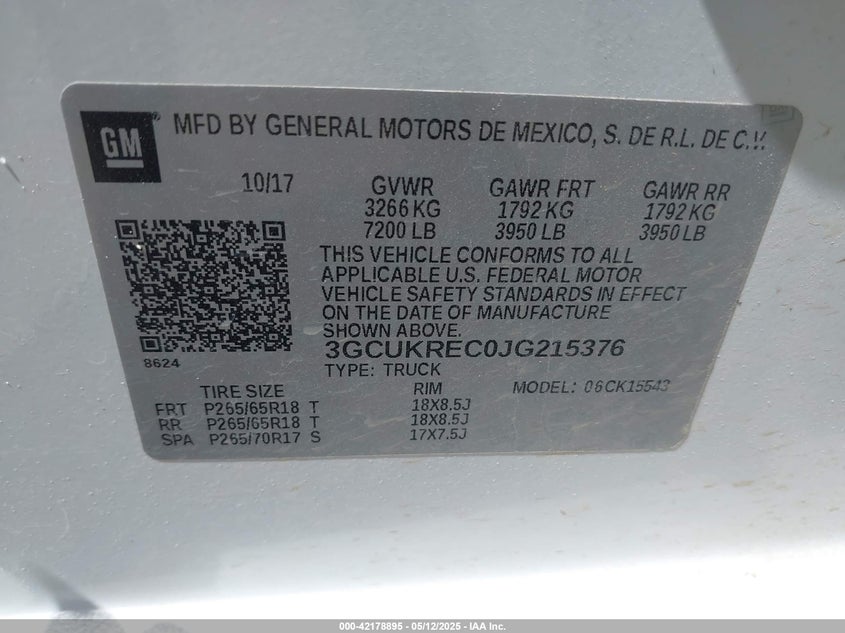 GM ® MFD BY GENERAL MOTORS DE MEXICO, S. DE R.L. DE C.V.
10/17 GVWR GAWR FRT GAWR RR
3266 KG 1792 KG 1792 KG
7200 LB 3950 LB 3950 LB
THIS VEHICLE CONFORMS TO ALL
APPLICABLE U.S. FEDERAL MOTOR
VEHICLE SAFETY STANDARDS IN EFFECT
ON THE DATE OF MANUFACTURE
SHOWN ABOVE.
8624 3GCUKREC0JG215376
TYPE: TRUCK MODEL: 06CK15543
TIRE SIZE RIM
FRT P265/65R18 T 18X8.5J
RR P265/65R18 T 18X8.5J
SPA P265/70R17 S 17X7.5J
000-42178895 - 05/12/2025 - IAA Inc.